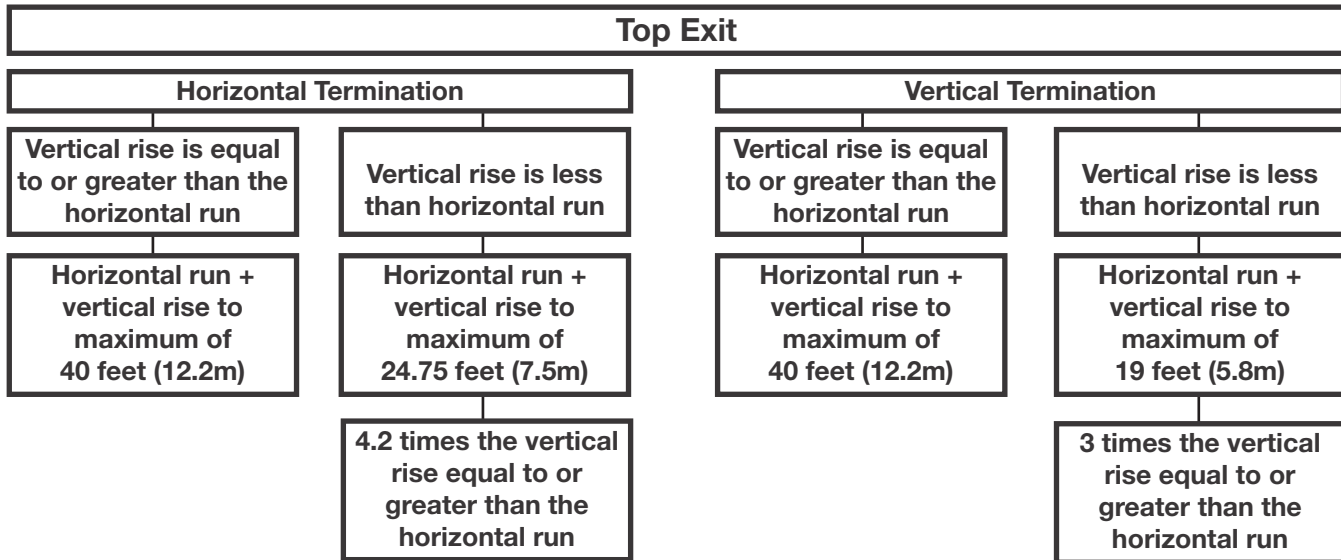 Top Exit
Horizontal Termination
Vertical Termination
Vertical rise is equal
to or greater than the
horizontal run
Vertical rise is less
than horizontal run
Vertical rise is equal
to or greater than the
horizontal run
Vertical rise is less
than horizontal run
Horizontal run +
vertical rise to
maximum of
40 feet (12.2m)
Horizontal run +
vertical rise to
maximum of
24.75 feet (7.5m)
Horizontal run +
vertical rise to
maximum of
40 feet (12.2m)
Horizontal run +
vertical rise to
maximum of
19 feet (5.8m)
4.2 times the vertical
rise equal to or
greater than the
horizontal run
3 times the vertical
rise equal to or
greater than the
horizontal run